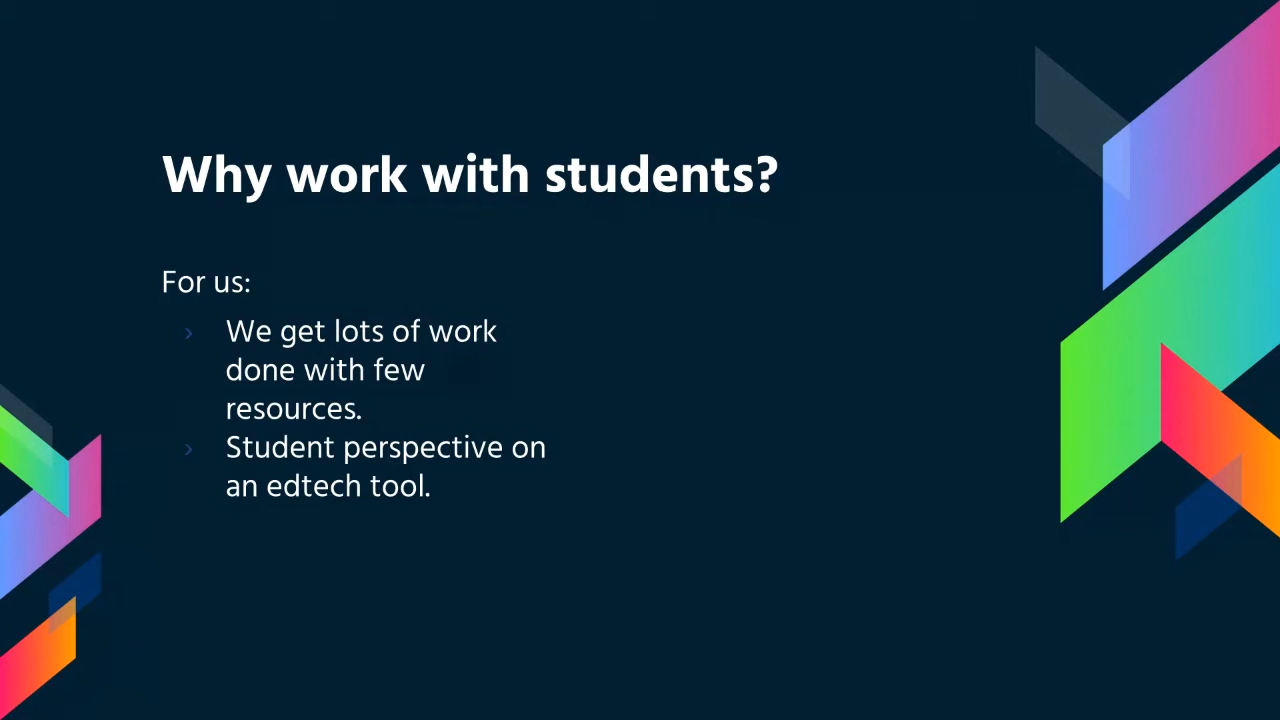 Why work with students?
For us:
› We get lots of work
done with few
resources.
› Student perspective on
an edtech tool.